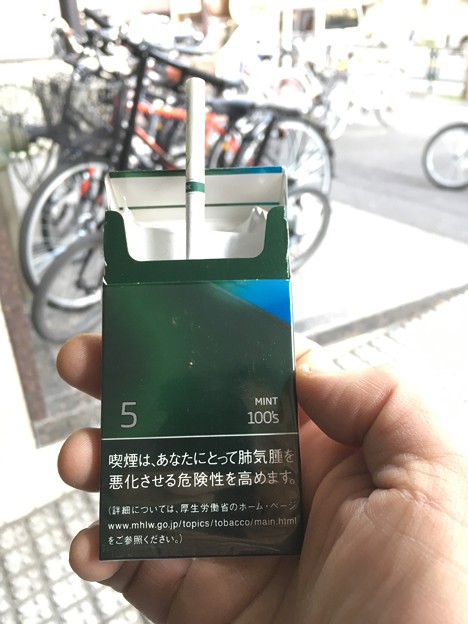 5
MINT
100's
喫煙は、あなたにとって肺気腫を
悪化させる危険性を高めます。
（詳細については、厚生労働省のホーム・ページ
www.mhlw.go.jp/topics/tobacco/main.html
をご参照ください。）